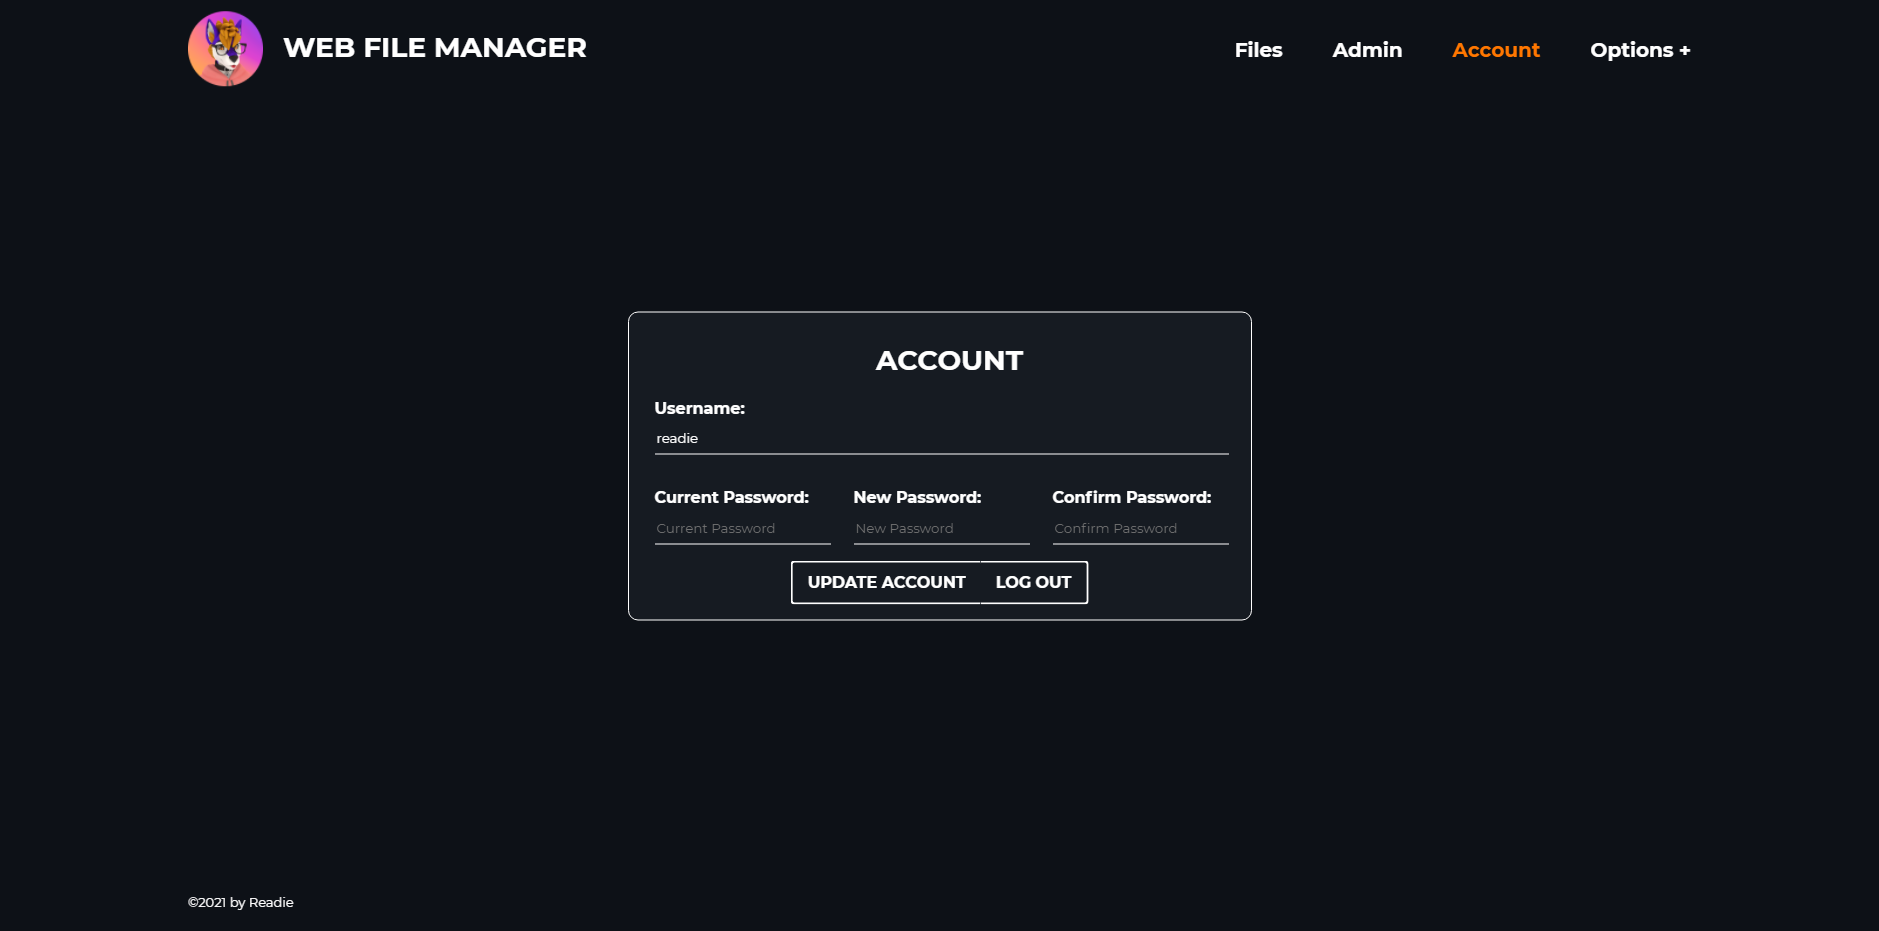 WEB FILE MANAGER
Files Admin Account Options +
ACCOUNT
Username:
readie
Current Password: New Password: Confirm Password:
Current Password New Password Confirm Password
UPDATE ACCOUNT LOG OUT
©2021 by Readie